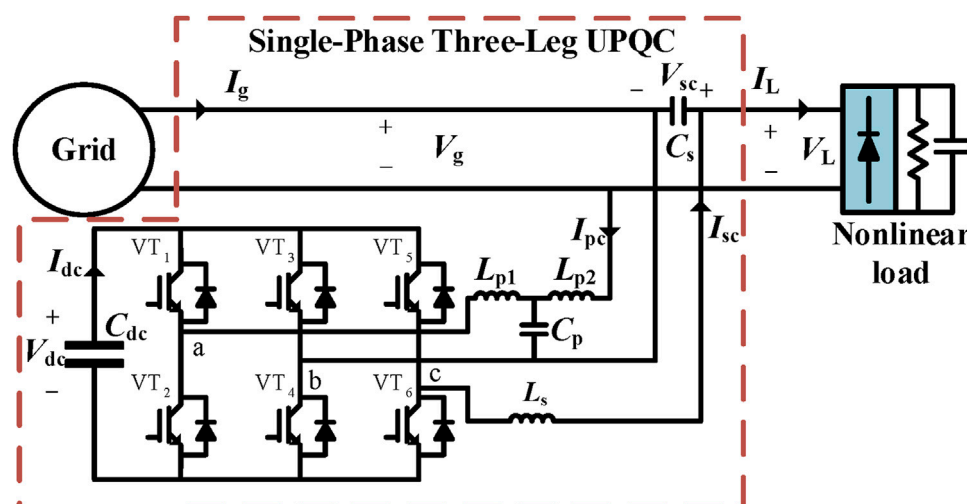 Single-Phase Three-Leg UPQC
Grid
Ig
+
−
Vg
− Vsc +
Cs
IL
+
−
VL
Nonlinear
load
Ipc
Isc
Idc
+
Vdc
−
Cdc
VT1
VT3
VT5
Lp1
Lp2
Cp
a
b
c
VT2
VT4
VT6
Ls